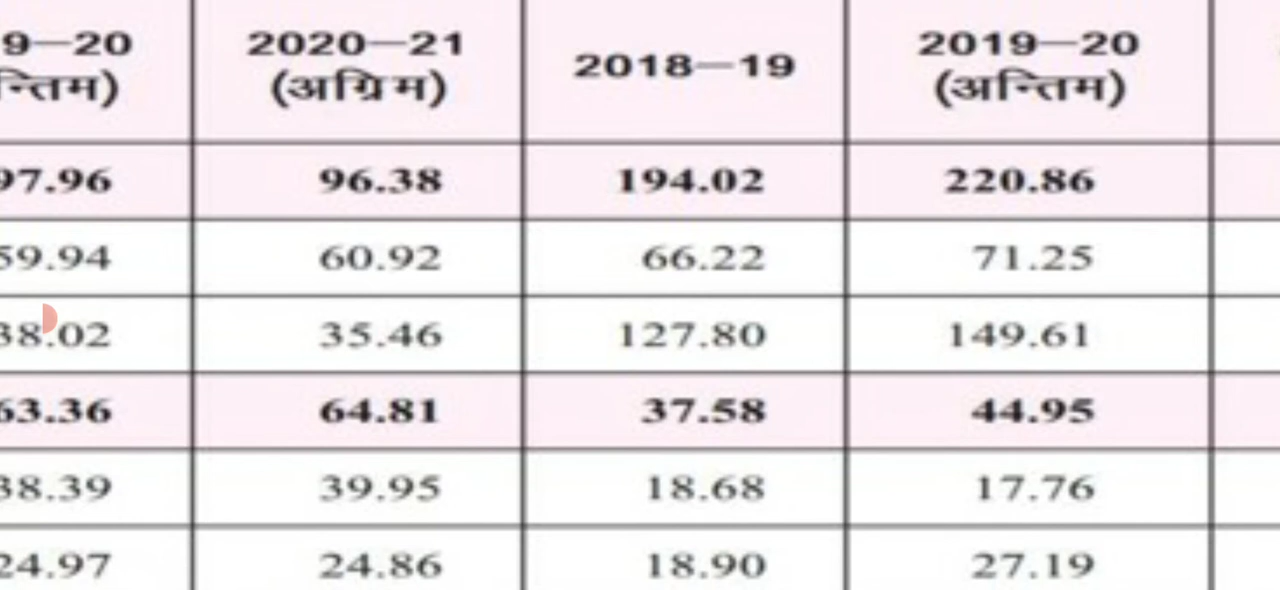 9–20 2020–21 2018–19 2019–20
न्तिम) (अग्रिम) (अन्तिम)
97.96 96.38 194.02 220.86
59.94 60.92 66.22 71.25
38.02 35.46 127.80 149.61
63.36 64.81 37.58 44.95
38.39 39.95 18.68 17.76
24.97 24.86 18.90 27.19